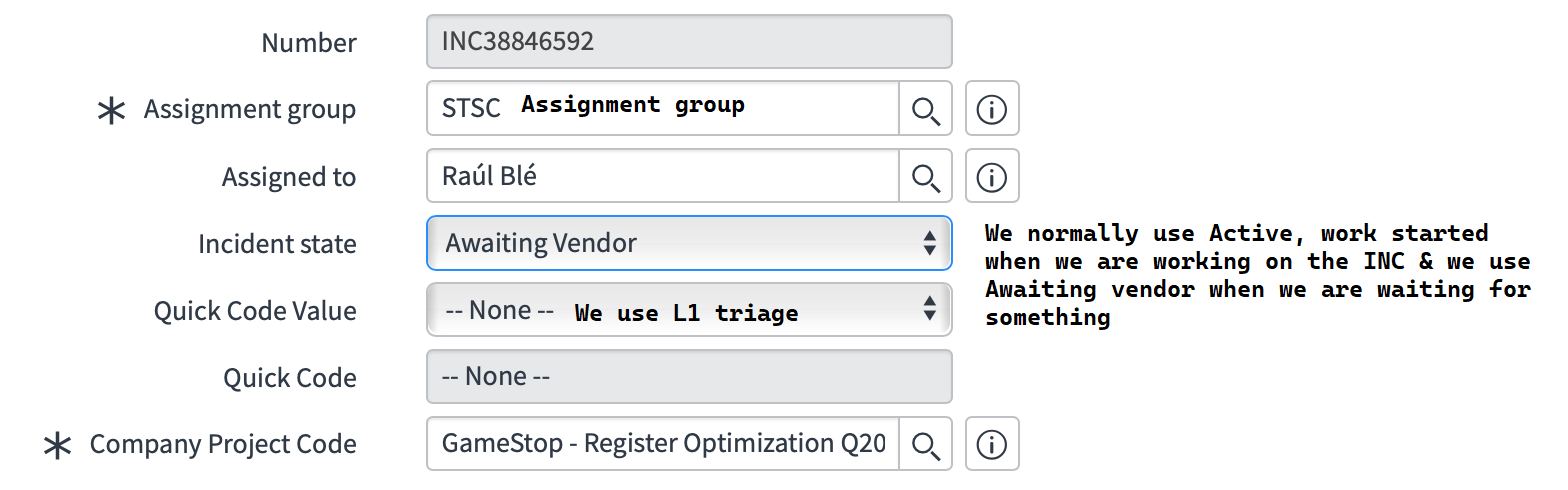 Number INC38846592
* Assignment group STSC Assignment group
Assigned to Raúl Blé
Incident state Awaiting Vendor
We normally use Active, work started
when we are working on the INC & we use
Awaiting vendor when we are waiting for
something
Quick Code Value -- None -- We use L1 triage
Quick Code -- None --
* Company Project Code GameStop - Register Optimization Q20